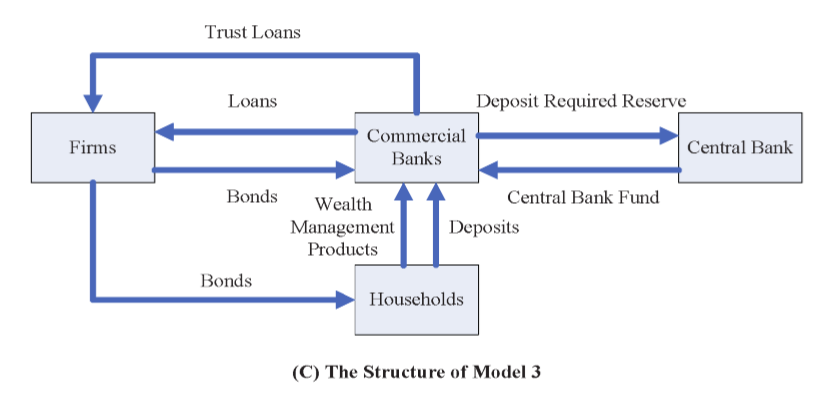 Trust Loans
Loans
Deposit Required Reserve
Firms
Commercial
Banks
Central Bank
Bonds
Central Bank Fund
Wealth
Management
Products
Deposits
Bonds
Households
(C) The Structure of Model 3